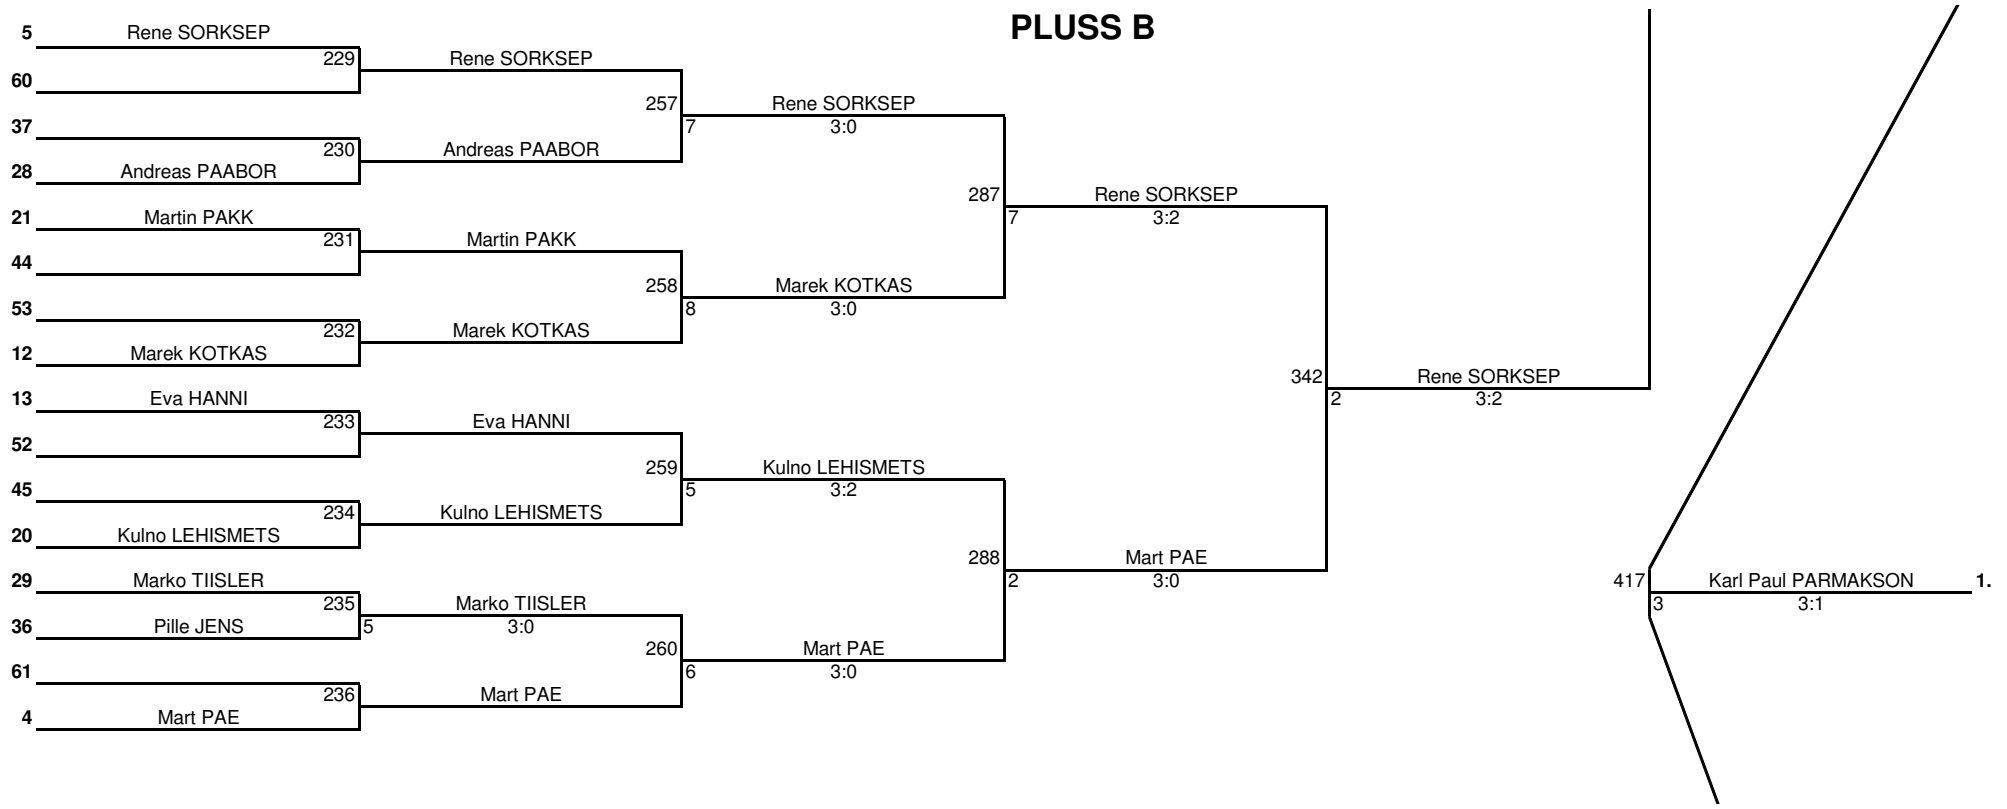 PLUSS B
5 Rene SORKSEP
229 Rene SORKSEP
60
257 Rene SORKSEP
7 3:0
37
230 Andreas PAABOR
28 Andreas PAABOR
287 Rene SORKSEP
7 3:2
21 Martin PAKK
231 Martin PAKK
44
258 Marek KOTKAS
8 3:0
53
232 Marek KOTKAS
12 Marek KOTKAS
342 Rene SORKSEP
2 3:2
13 Eva HANNI
233 Eva HANNI
52
259 Kulno LEHISMETS
5 3:2
45
234 Kulno LEHISMETS
20 Kulno LEHISMETS
288 Mart PAE
2 3:0
29 Marko TIISLER
235 Marko TIISLER
5 3:0
36 Pille JENS
260 Mart PAE
6 3:0
61
236 Mart PAE
4 Mart PAE
417 Karl Paul PARMAKSON 1.
3 3:1